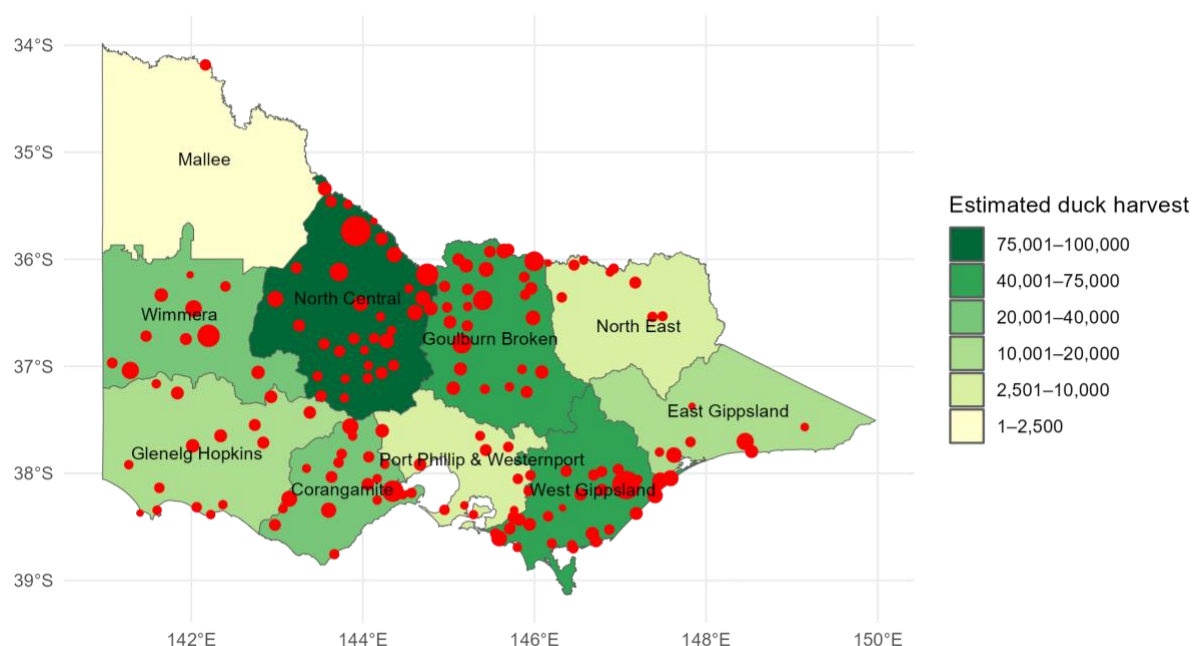 34°S
35°S
36°S
37°S
38°S
39°S
142°E
144°E
146°E
148°E
150°E
Mallee
Wimmera
North Central
Goulburn Broken
North East
East Gippsland
Glenelg Hopkins
Corangamite
Port Phillip & Westernport
West Gippsland
Estimated duck harvest
75,001–100,000
40,001–75,000
20,001–40,000
10,001–20,000
2,501–10,000
1–2,500